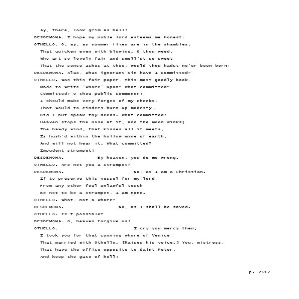 Ay, there, look grim as hell!
DESDEMONA. I hope my noble lord esteems me honest.
OTHELLO. O, ay, as summer flies are in the shambles,
That quicken even with blowing. O thou weed,
Who art so lovely fair and smell'st so sweet
That the sense aches at thee, would thou hadst ne'er been born
DESDEMONA. Alas, what ignorant sin have I committed?
OTHELLO. Was this fair paper, this most goodly book,
Made to write "whore" upon? What committed?
Committed? O thou public commoner!
I should make very forges of my cheeks,
That would to cinders burn up modesty,
Did I but speak thy deeds. What committed?
Heaven stops the nose at it, and the moon winks;
The bawdy wind, that kisses all it meets,
Is hush'd within the hollow mine of earth,
And will not hear it. What committed?
Impudent strumpet!
DESDEMONA. By heaven, you do me wrong.
OTHELLO. Are not you a strumpet?
DESDEMONA. No, as I am a Christian.
If to preserve this vessel for my lord
From any other foul unlawful touch
Be not to be a strumpet, I am none.
OTHELLO. What, not a whore?
DESDEMONA. No, as I shall be saved.
OTHELLO. Is't possible?
DESDEMONA. O, heaven forgive us!
OTHELLO. I cry you mercy then;
I took you for that cunning whore of Venice
That married with Othello. [Raises his voice.] You, mistress,
That have the office opposite to Saint Peter,
And keep the gate of hell!